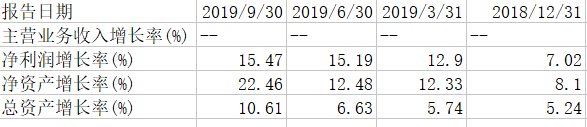 报告日期 2019/9/30 2019/6/30 2019/3/31 2018/12/31
主营业务收入增长率(%) -- -- -- --
净利润增长率(%) 15.47 15.19 12.9 7.02
净资产增长率(%) 22.46 12.48 12.33 8.1
总资产增长率(%) 10.61 6.63 5.74 5.24